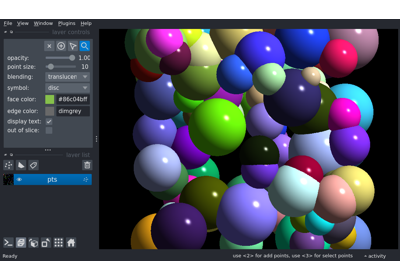 File View Window Plugins Help
layer controls
opacity: 1.00
point size: 10
blending: translucen
symbol: disc
face color: #86c04bff
edge color: dimgrey
display text:
out of slice:
layer list
pts
use <2> for add points, use <3> for select points
activity